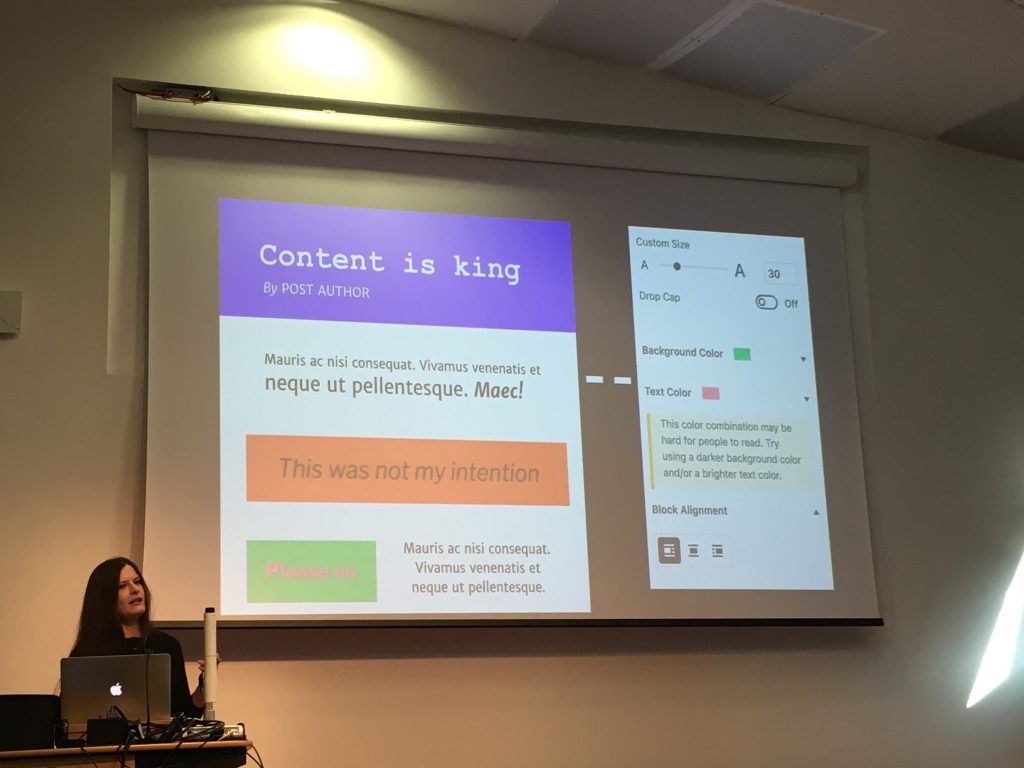 Content is king
By POST AUTHOR
Mauris ac nisi consequat. Vivamus venenatis et
neque ut pellentesque. Maec!
This was not my intention
Please no
Mauris ac nisi consequat.
Vivamus venenatis et
neque ut pellentesque.
Custom Size
A A 30
Drop Cap Off
Background Color
Text Color
This color combination may be
hard for people to read. Try
using a darker background color
and/or a brighter text color.
Block Alignment